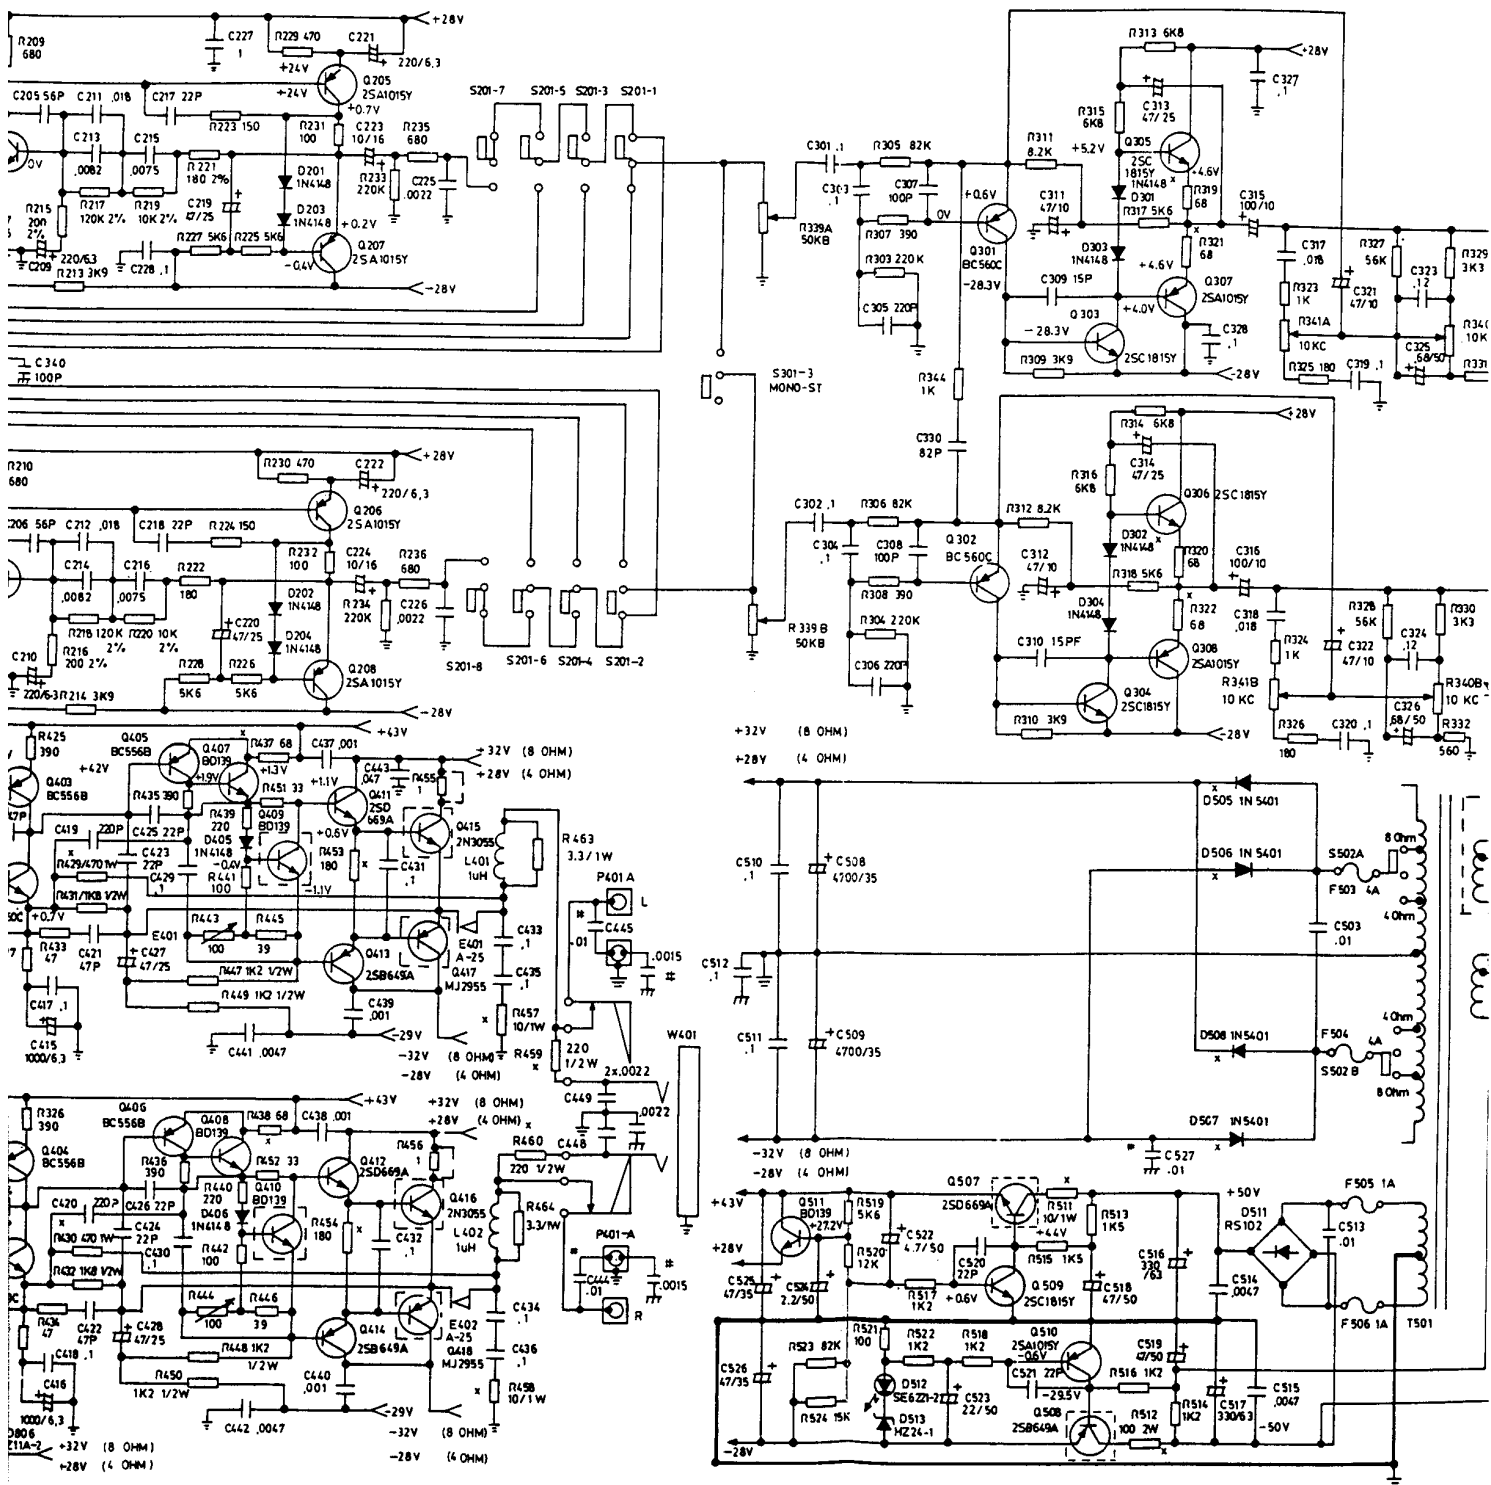 +28V
R209
680
C227
1
R229 470
C221
220/6,3
+24V
+24V
Q205
2SA1015Y
+0.7V
C205 56P
C211 ,018
C217 22P
R223 150
R231
100
C223
10/16
R235
680
S201-7
S201-5
S201-3
S201-1
0V
C213
,0082
C215
,0075
R221
180 2%
D201
1N4148
R233
220K
C225
,0022
R215
200
2%
R217
120K 2%
R219
10K 2%
C219
47/25
D203
1N4148
+0.2V
Q207
2SA1015Y
-0,4V
C209
220/6,3
R213 3K9
C228 ,1
R227 5K6
R225 5K6
-28V
C340
100P
R339A
50KB
S301-3
MONO-ST
C301 ,1
R305 82K
C303
,1
C307
100P
R307 390
R303 220K
C305 220P
0V
+0.6V
Q301
BC560C
-28.3V
R311
8.2K
C311
47/10
R313 6K8
C313
47/25
R315
6K8
+5.2V
Q305
2SC
1815Y
1N4148
D301
x
+4.6V
R319
68
R317 5K6
x
R321
68
D303
1N4148
+4.6V
Q307
2SA1015Y
C309 15P
+4.0V
Q303
2SC1815Y
-28.3V
R309 3K9
C328
,1
-28V
+28V
C327
,1
C315
100/10
C317
,018
R323
1K
R341A
10 KC
R325 180
C319 ,1
C321
47/10
R327
56K
C323
,12
R329
3K3
C325
,68/50
R340
10K
R331
R344
1K
C330
82P
R210
680
R230 470
C222
220/6,3
+28V
Q206
2SA1015Y
C206 56P
C212 ,018
C218 22P
R224 150
R232
100
C224
10/16
R236
680
C214
,0082
C216
,0075
R222
180
D202
1N4148
R234
220K
C226
,0022
R218 120K
2%
R220 10K
2%
R216
200 2%
C220
47/25
D204
1N4148
C210
220/6,3
R214 3K9
R228
5K6
R226
5K6
Q208
2SA1015Y
-28V
S201-8
S201-6
S201-4
S201-2
R339B
50KB
C302 ,1
R306 82K
C304
,1
C308
100P
R308 390
R304 220K
C306 220P
Q302
BC560C
R312 8.2K
C312
47/10
R314 6K8
C314
47/25
R316
6K8
Q306 2SC1815Y
+28V
D302
1N4148
x
R320
68
R318 5K6
x
R322
68
D304
1N4148
Q308
2SA1015Y
C310 15PF
Q304
2SC1815Y
R310 3K9
-28V
C316
100/10
C318
,018
R324
1K
R341B
10 KC
R326
180
C320 ,1
C322
47/10
R328
56K
C324
,12
R330
3K3
C326
,68/50
R340B
10 KC
R332
560
+43V
R425
390
Q405
BC556B
+42V
Q407
BD139
x
R437 68
C437 ,001
+32V (8 OHM)
+28V (4 OHM)
Q403
BC556B
+1.9V
+1.3V
+1.1V
C443
,047
R455
1
47P
R435 390
R451 33
Q411
2SD
669A
C419
220P
C425 22P
R439
220
Q409
BD139
+0.6V
Q415
2N3055
D405
1N4148
R453
180
x
L401
1uH
R463
3.3/1W
C423
22P
C429
,1
R429/470 1W
-0.4V
R441
100
C431
,1
-1.1V
R431/1K8 1/2W
+0.7V
E401
R443
100
R445
39
R433
47
C421
47P
C427
47/25
R447 1K2 1/2W
R449 1K2 1/2W
Q413
2SB649A
E401
A-25
Q417
MJ2955
C433
,1
C435
,1
C439
,001
x
R457
10/1W
C417 ,1
C415
1000/6,3
C441 ,0047
-29V
-32V (8 OHM)
-28V (4 OHM)
R459
x
220
1/2W
P401A
L
#
C445
,01
,0015
#
W401
2x,0022
C449
,0022
C448
+32V (8 OHM)
+28V (4 OHM)
C510
,1
C508
4700/35
C512
,1
C511
,1
C509
4700/35
D505 1N 5401
x
D506 1N 5401
x
S502A
F503 4A
8 Ohm
4 Ohm
C503
,01
D508 1N5401
x
F504
4A
S502 B
4 Ohm
8 Ohm
D507 1N5401
x
-32V (8 OHM)
-28V (4 OHM)
#
C527
,01
+43V
R326
390
Q406
BC556B
Q408
BD139
R438 68
x
C438 ,001
+32V (8 OHM)
+28V (4 OHM)
x
Q404
BC556B
R436
390
R452 33
Q412
2SD669A
R456
1
R460
220 1/2W
C420
220P
C426 22P
R440
220
Q410
BD139
D406
1N4148
R454
180
x
Q416
2N3055
L402
1uH
R464
3.3/1W
x
R430 470 1W
C424
22P
C430
,1
R442
100
C432
,1
R432 1K8 1/2W
R444
100
R446
39
R434
47
C422
47P
C428
47/25
R448 1K2
1/2W
Q414
2SB649A
E402
A-25
Q418
MJ2955
C434
,1
C436
,1
C418 ,1
C416
1000/6,3
R450
1K2 1/2W
C440
,001
x
R458
10/1W
C442 ,0047
-29V
-32V (8 OHM)
-28V (4 OHM)
D806
Z11A-2
+32V (8 OHM)
+28V (4 OHM)
P401-A
#
C444
,01
#
,0015
R
+43V
Q511
BD139
+27.2V
R519
5K6
Q507
2SD669A
x
R511
10/1W
R513
1K5
+50V
D511
RS102
F505 1A
+28V
C522
4.7/50
R520
12K
C520
22P
+44V
R515 1K5
C516
330
/63
C513
,01
C525
47/35
C524
2.2/50
R517
1K2
+0.6V
Q509
2SC1815Y
C518
47/50
C514
,0047
F506 1A
T501
R521
100
R522
1K2
R518
1K2
Q510
2SA1015Y
-0.6V
C519
47/50
C526
47/35
R523 82K
D512
SE6221-21
C521 22P
-29.5V
R516 1K2
R524 15K
D513
HZ24-1
C523
22/50
Q508
2SB649A
R512
100 2W
x
R514
1K2
C517
330/63
C515
,0047
-50V
-28V